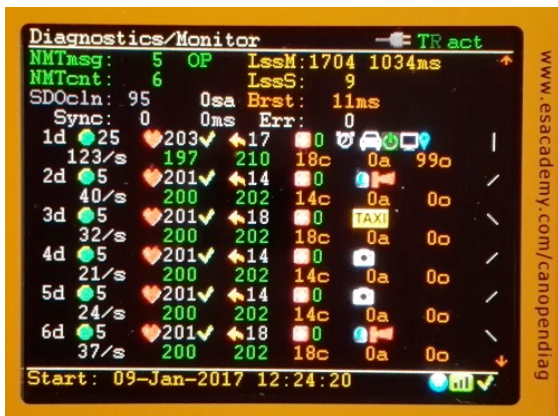 Diagnostics/Monitor TR act
NMTmsg: 5 OP LssM:1704 1034ms
NMTcnt: 6 LssS: 9
SDOcln: 95 0sa Brst: 11ms
Sync: 0 0ms Err: 0
1d 25 203 17 0
123/s 197 210 18c 0a 99o
2d 5 201 14 0
40/s 200 202 14c 0a 0o
3d 5 201 18 0 TAXI
32/s 200 202 18c 0a 0o
4d 5 201 14 0
21/s 200 202 14c 0a 0o
5d 5 201 14 0
24/s 200 202 14c 0a 0o
6d 5 201 18 0
37/s 200 202 18c 0a 0o
Start: 09-Jan-2017 12:24:20
www.esacademy.com/canopendiag